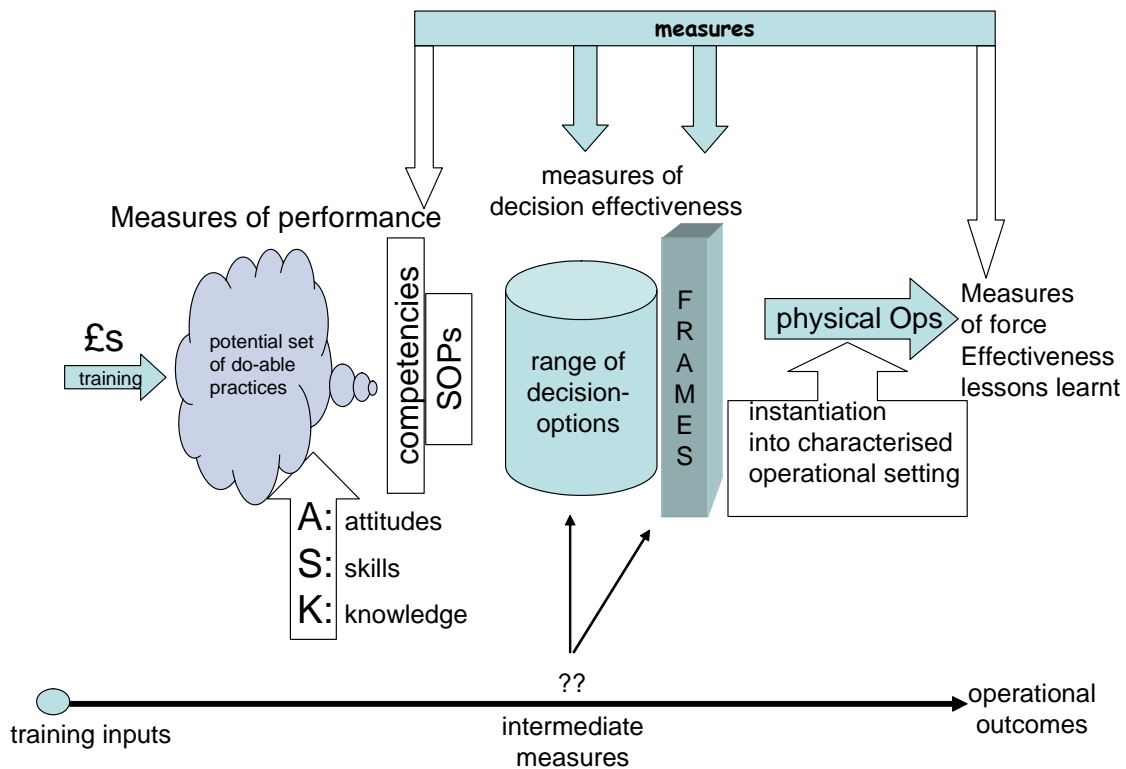 measures
measures of
decision effectiveness
Measures of performance
£s
training
potential set
of do-able
practices
competencies
SOPs
range of
decision-
options
FRAMES
physical Ops
Measures
of force
Effectiveness
lessons learnt
instantiation
into characterised
operational setting
A: attitudes
S: skills
K: knowledge
??
training inputs
intermediate
measures
operational
outcomes